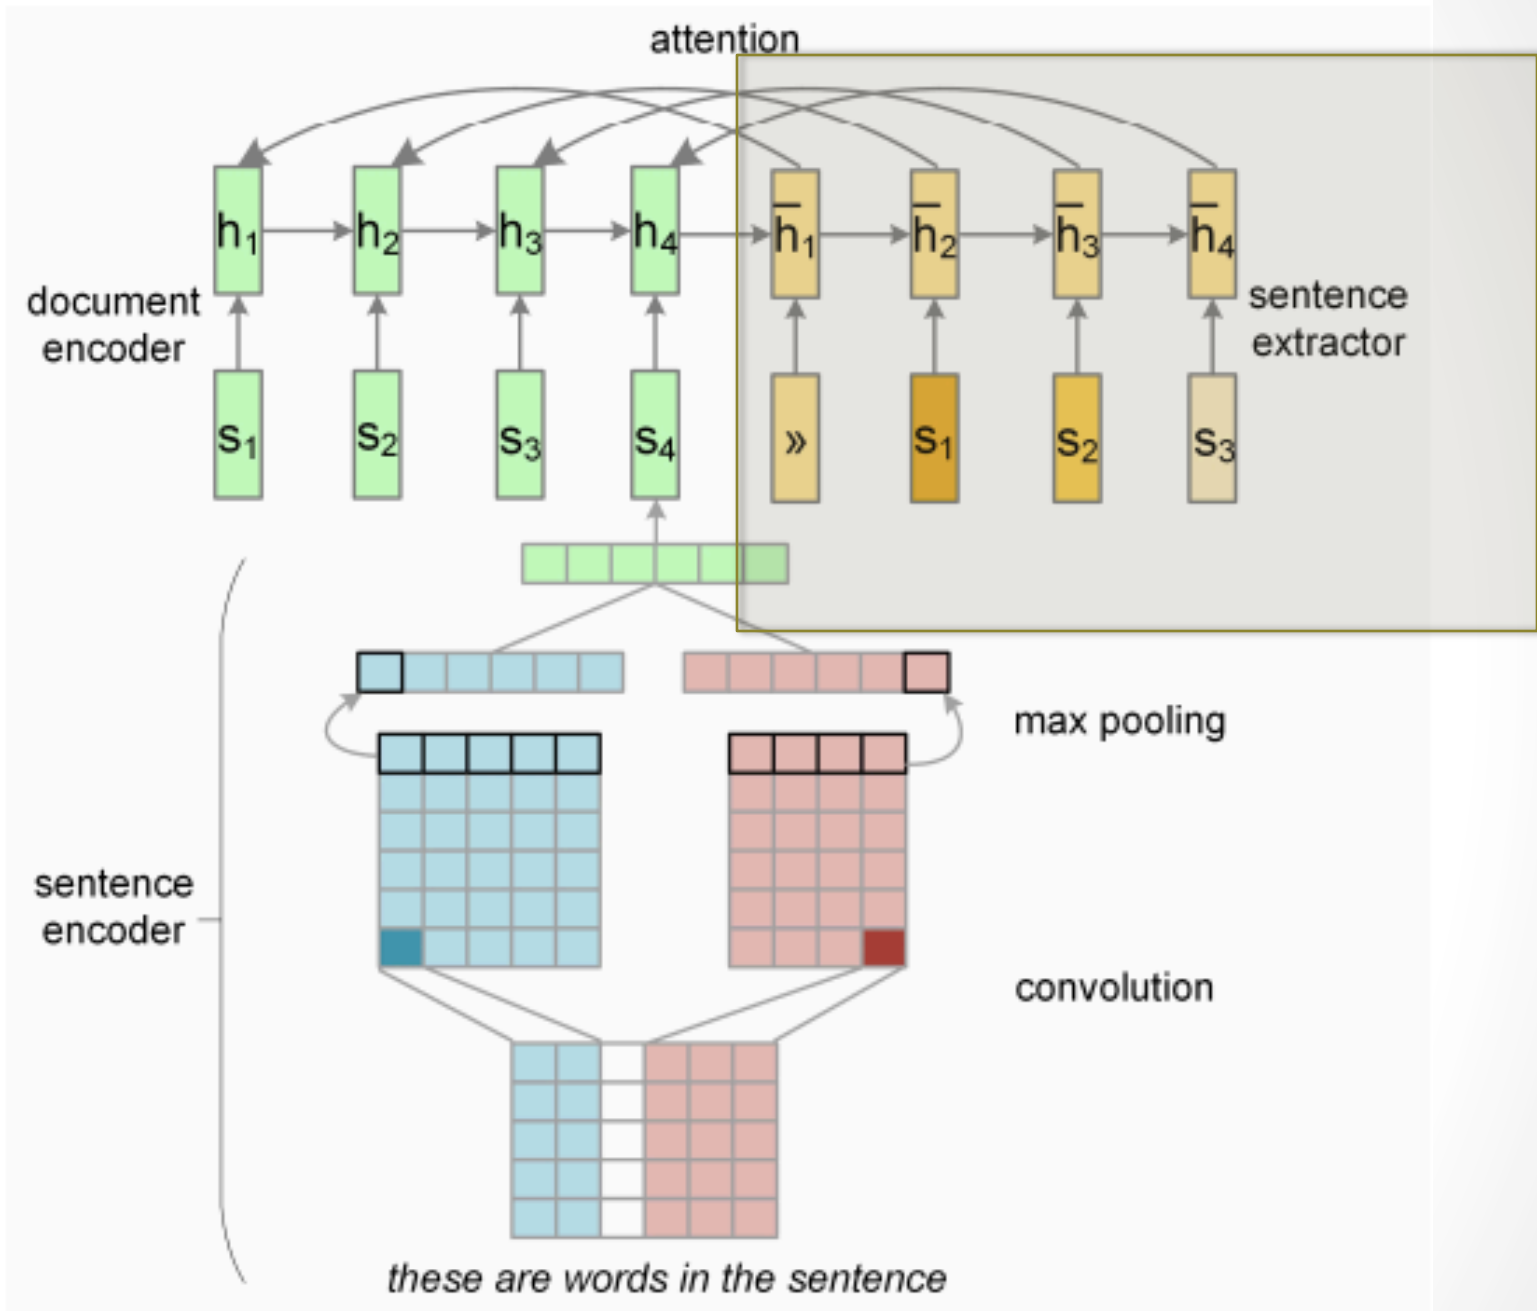 attention
h₁ h₂ h₃ h₄ h̄₁ h̄₂ h̄₃ h̄₄
document
encoder
sentence
extractor
s₁ s₂ s₃ s₄ » s₁ s₂ s₃
max pooling
sentence
encoder
convolution
these are words in the sentence